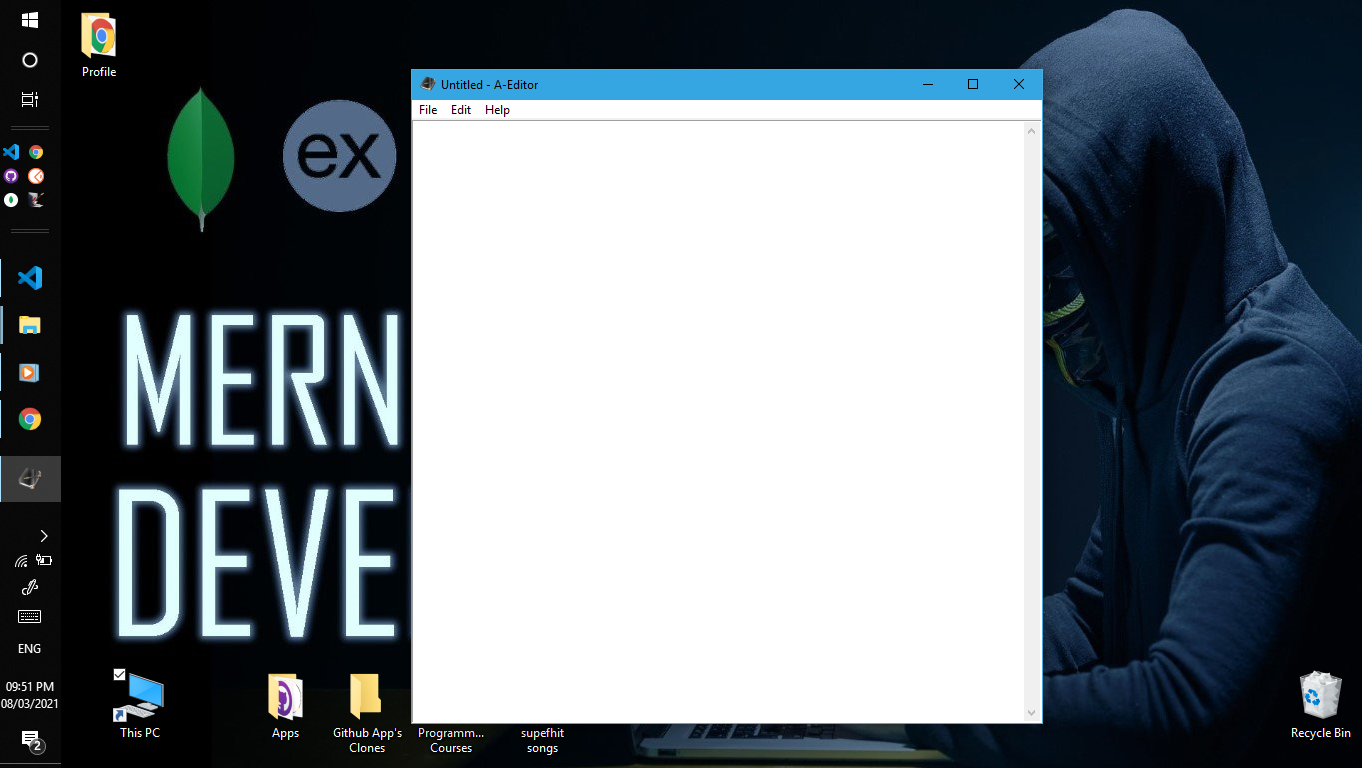 Profile
Untitled - A-Editor
File Edit Help
ex
MERN
DEVE
ENG
09:51 PM
08/03/2021
2
This PC
Apps
Github App's
Clones
Programm...
Courses
supefhit
songs
Recycle Bin